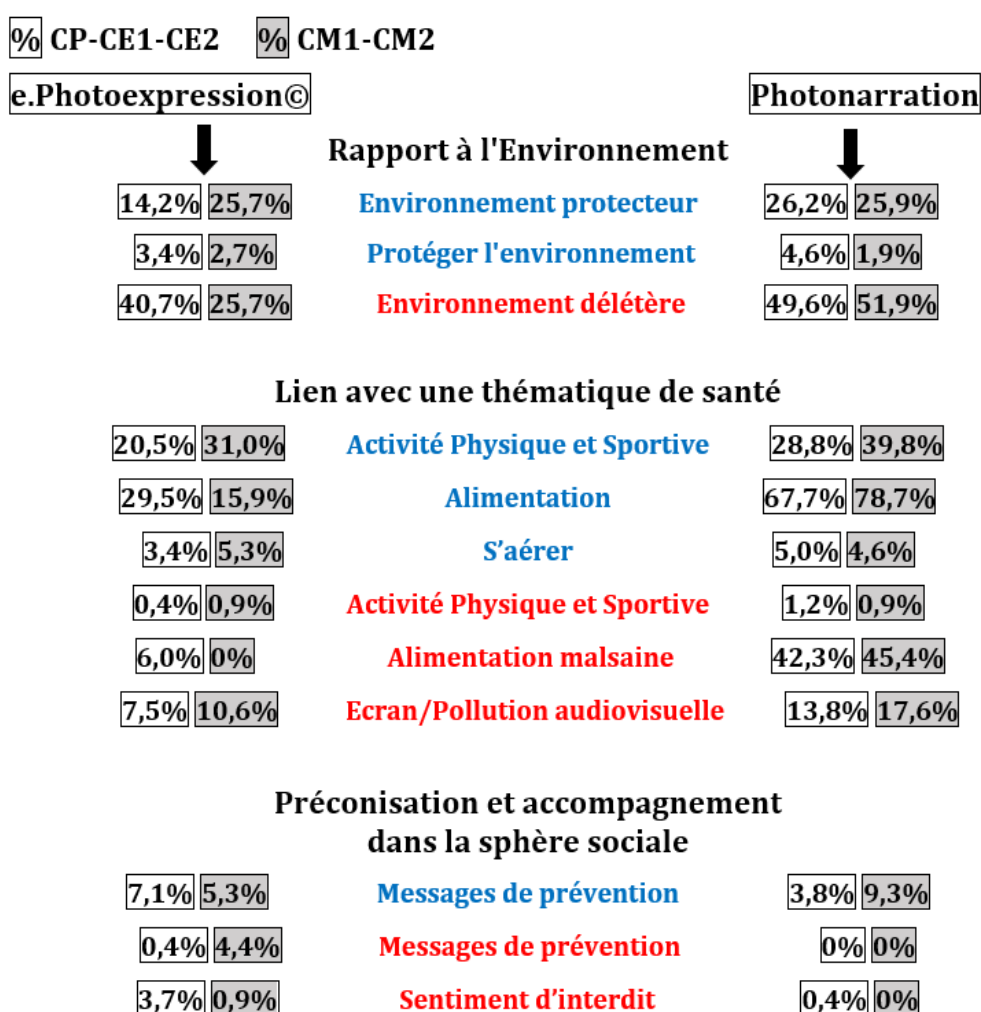 % CP-CE1-CE2 % CM1-CM2
e.Photoexpression© Photonarration
Rapport à l'Environnement
14,2% 25,7% Environnement protecteur 26,2% 25,9%
3,4% 2,7% Protéger l'environnement 4,6% 1,9%
40,7% 25,7% Environnement délétère 49,6% 51,9%
Lien avec une thématique de santé
20,5% 31,0% Activité Physique et Sportive 28,8% 39,8%
29,5% 15,9% Alimentation 67,7% 78,7%
3,4% 5,3% S’aérer 5,0% 4,6%
0,4% 0,9% Activité Physique et Sportive 1,2% 0,9%
6,0% 0% Alimentation malsaine 42,3% 45,4%
7,5% 10,6% Ecran/Pollution audiovisuelle 13,8% 17,6%
Préconisation et accompagnement
dans la sphère sociale
7,1% 5,3% Messages de prévention 3,8% 9,3%
0,4% 4,4% Messages de prévention 0% 0%
3,7% 0,9% Sentiment d’interdit 0,4% 0%